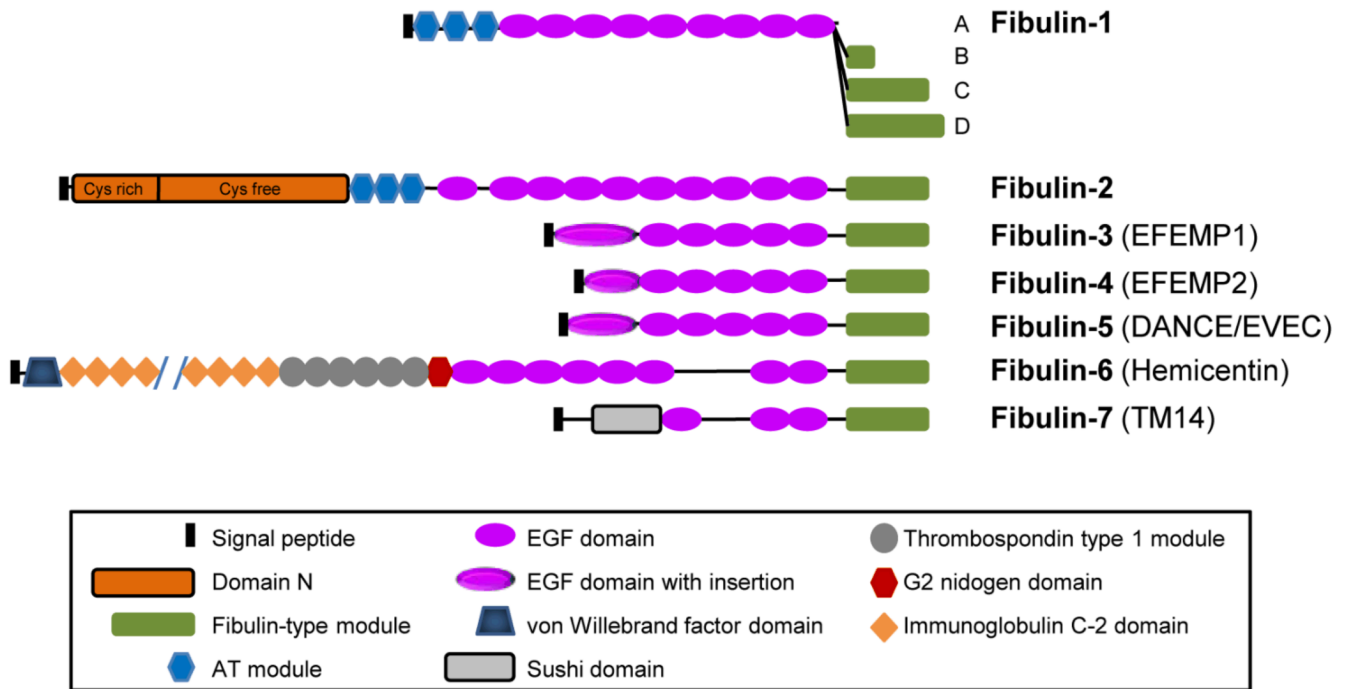 A Fibulin-1
B
C
D
Cys rich Cys free Fibulin-2
Fibulin-3 (EFEMP1)
Fibulin-4 (EFEMP2)
Fibulin-5 (DANCE/EVEC)
Fibulin-6 (Hemicentin)
Fibulin-7 (TM14)
Signal peptide EGF domain Thrombospondin type 1 module
Domain N EGF domain with insertion G2 nidogen domain
Fibulin-type module von Willebrand factor domain Immunoglobulin C-2 domain
AT module Sushi domain